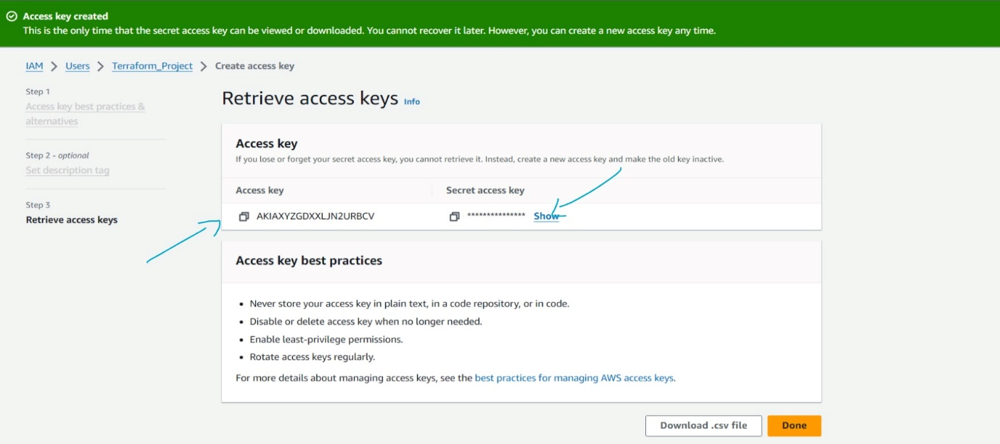 Access key created
This is the only time that the secret access key can be viewed or downloaded. You cannot recover it later. However, you can create a new access key any time.
IAM > Users > Terraform_Project > Create access key
Step 1
Access key best practices &
alternatives
Step 2 - optional
Set description tag
Step 3
Retrieve access keys
Retrieve access keys Info
Access key
If you lose or forget your secret access key, you cannot retrieve it. Instead, create a new access key and make the old key inactive.
Access key Secret access key
AKIAXYZGDXXLJN2URBCV *************** Show
Access key best practices
• Never store your access key in plain text, in a code repository, or in code.
• Disable or delete access key when no longer needed.
• Enable least-privilege permissions.
• Rotate access keys regularly.
For more details about managing access keys, see the best practices for managing AWS access keys.
Download .csv file Done